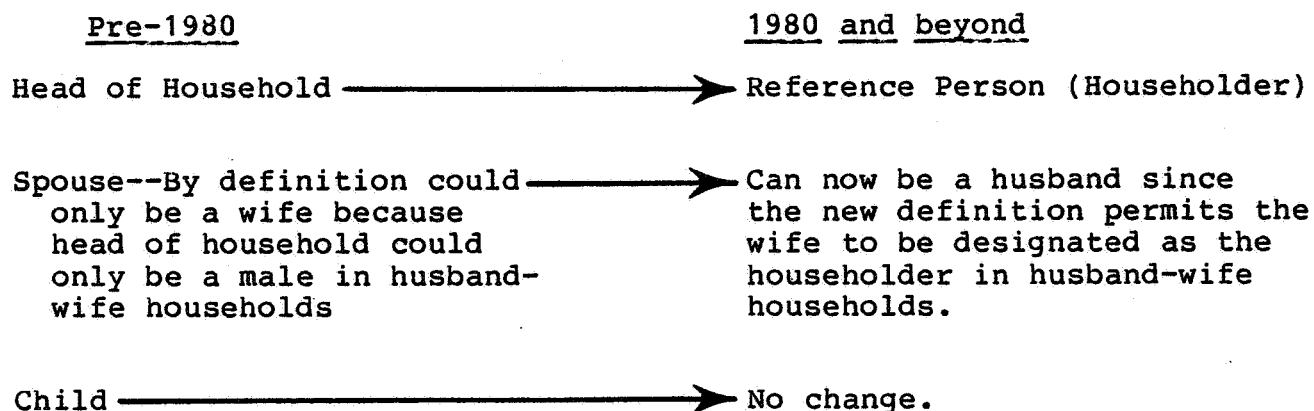 Pre-1980 1980 and beyond
Head of Household Reference Person (Householder)
Spouse--By definition could Can now be a husband since
only be a wife because the new definition permits the
head of household could wife to be designated as the
only be a male in husband- householder in husband-wife
wife households households.
Child No change.